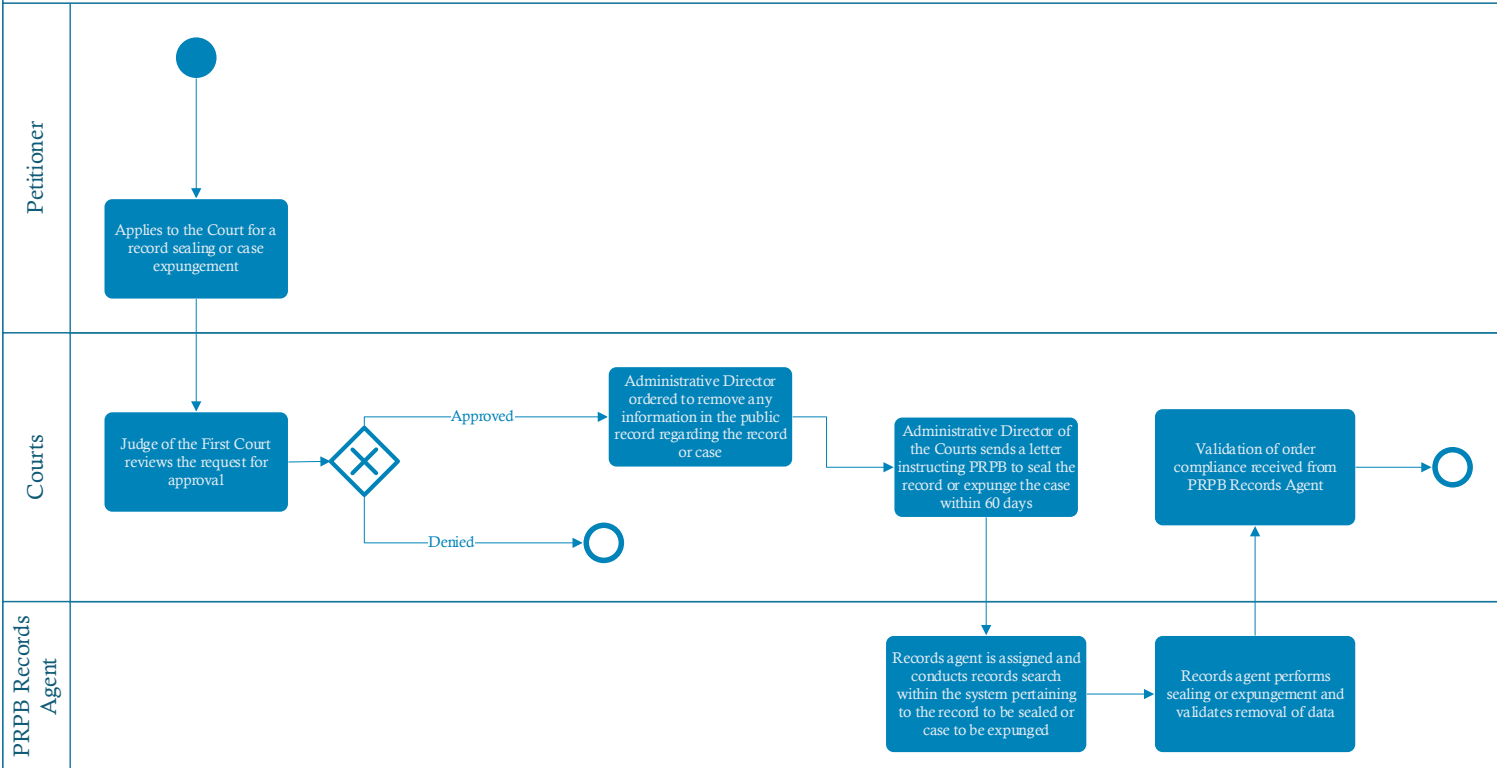 Petitioner
Applies to the Court for a
record sealing or case
expungement
Courts
Judge of the First Court
reviews the request for
approval
Approved
Denied
Administrative Director
ordered to remove any
information in the public
record regarding the record
or case
Administrative Director of
the Courts sends a letter
instructing PRPB to seal the
record or expunge the case
within 60 days
Validation of order
compliance received from
PRPB Records Agent
PRPB Records
Agent
Records agent is assigned and
conducts records search
within the system pertaining
to the record to be sealed or
case to be expunged
Records agent performs
sealing or expungement and
validates removal of data